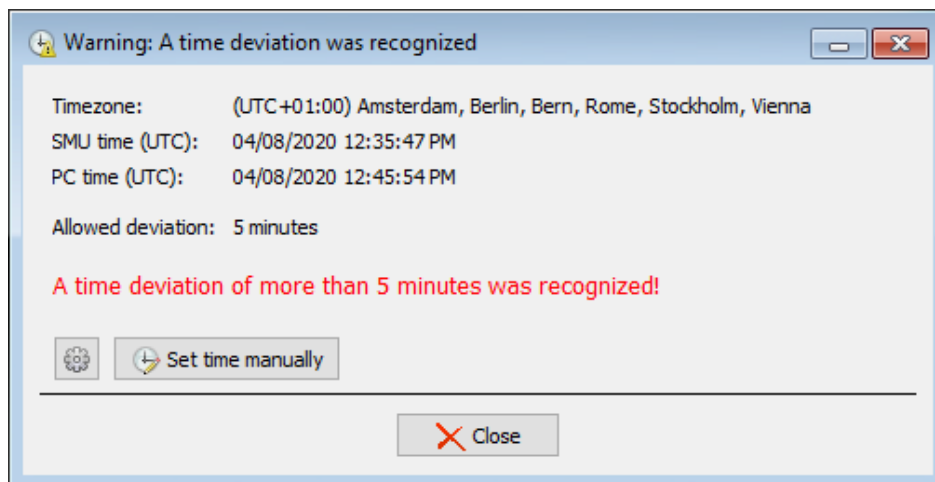 Warning: A time deviation was recognized
Timezone: (UTC+01:00) Amsterdam, Berlin, Bern, Rome, Stockholm, Vienna
SMU time (UTC): 04/08/2020 12:35:47 PM
PC time (UTC): 04/08/2020 12:45:54 PM
Allowed deviation: 5 minutes
A time deviation of more than 5 minutes was recognized!
Set time manually
Close